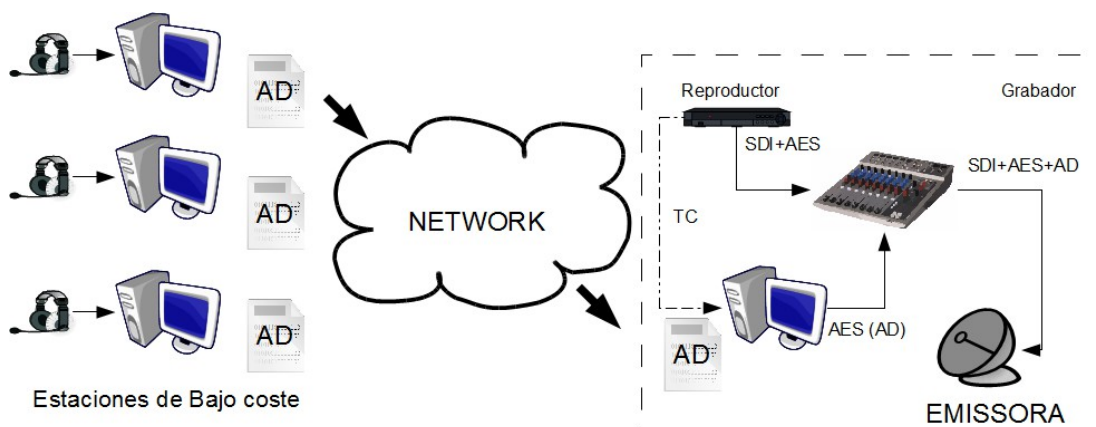 AD
AD
AD
Estaciones de Bajo coste
NETWORK
Reproductor
Grabador
SDI+AES
SDI+AES+AD
TC
AES (AD)
AD
EMISSORA